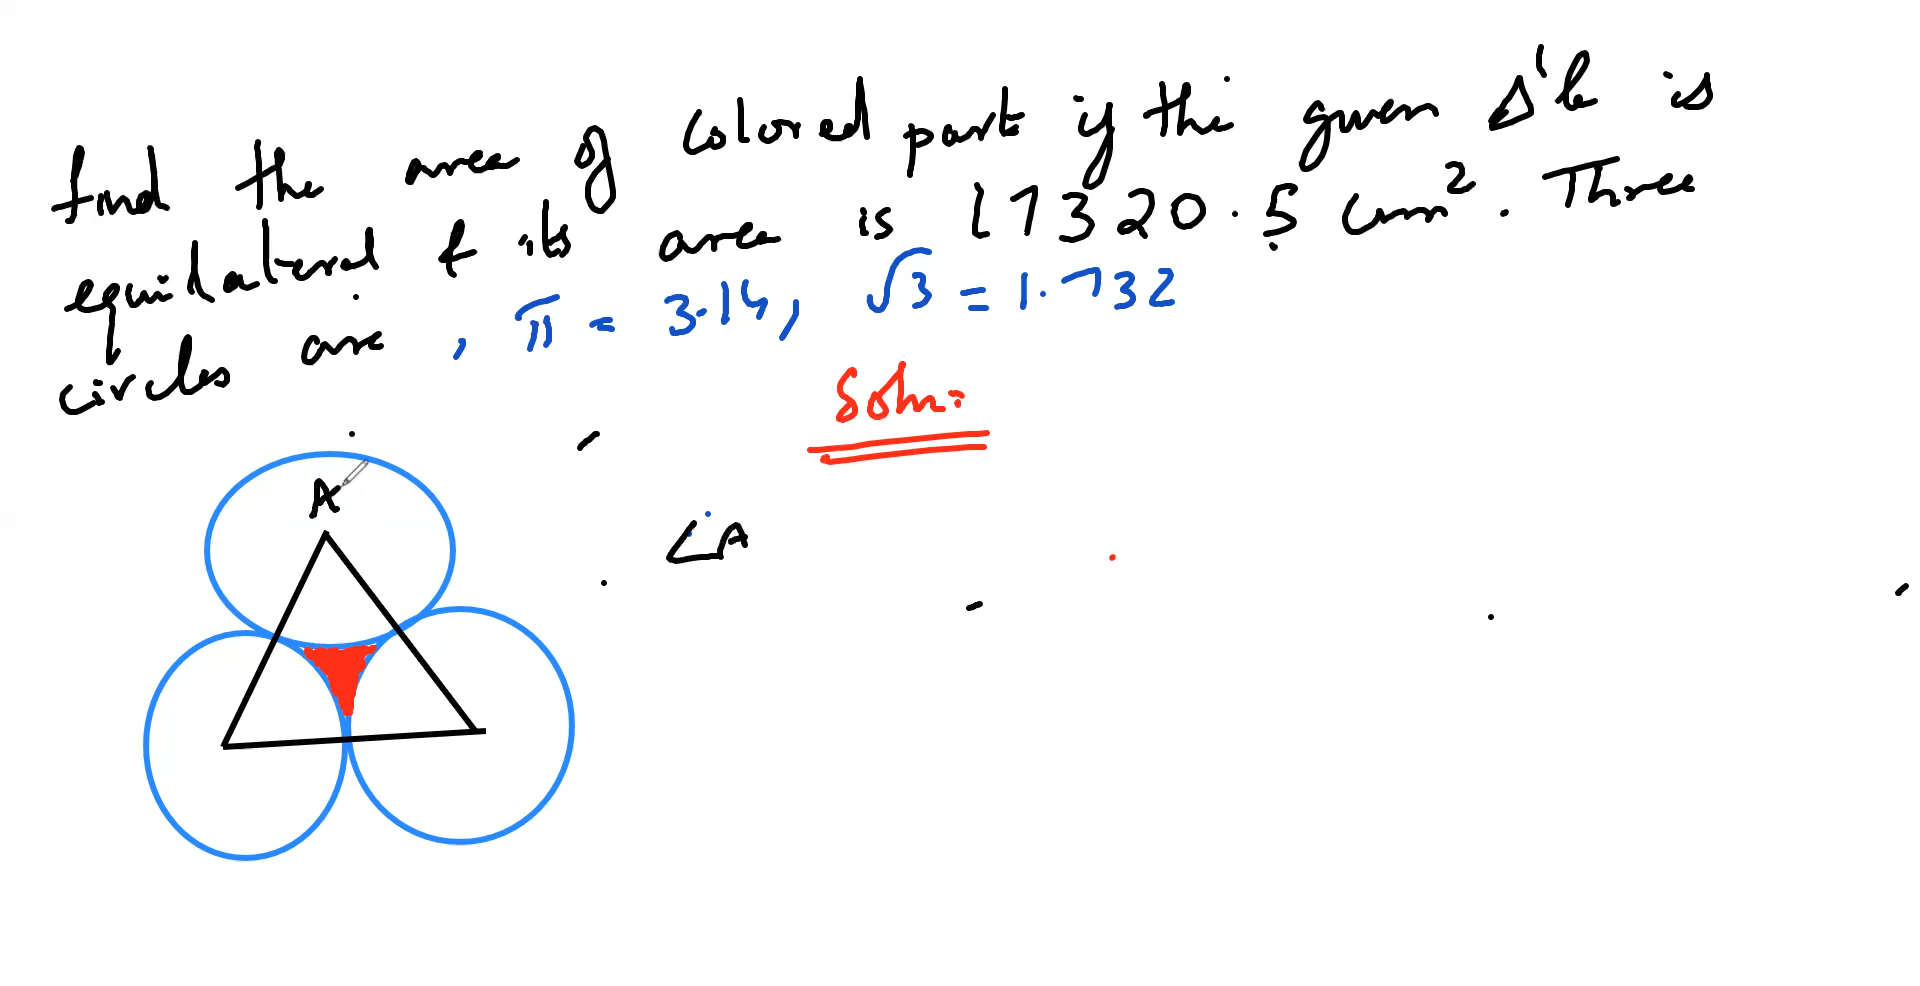 find the area of colored part if the given Δ'le is
equilateral & its area is 17320.5 cm². Three
circles are , π = 3.14, √3 = 1.732
Soln:
A
∠A